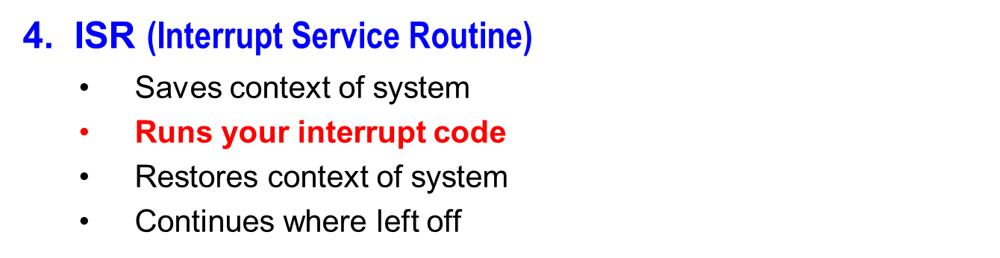 4. ISR (Interrupt Service Routine)
• Saves context of system
• Runs your interrupt code
• Restores context of system
• Continues where left off